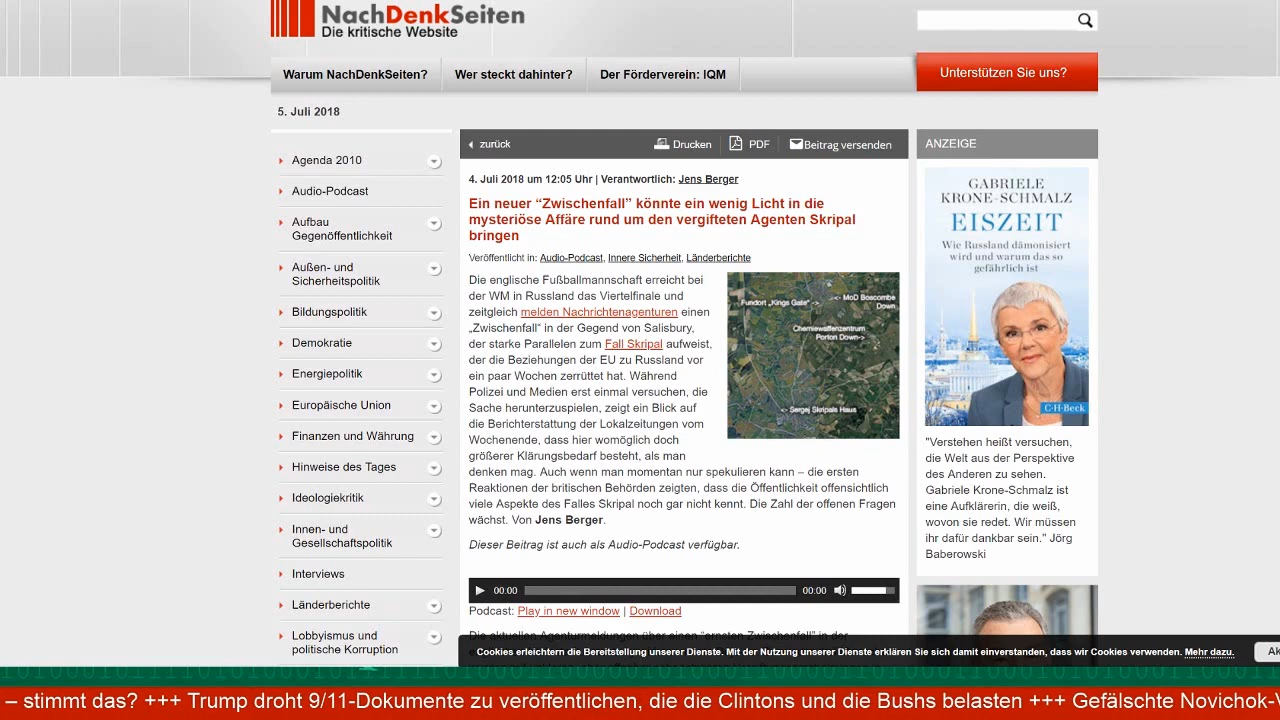 NachDenkSeiten
Die kritische Website
Warum NachDenkSeiten?
Wer steckt dahinter?
Der Förderverein: IQM
Unterstützen Sie uns?
5. Juli 2018
Agenda 2010
Audio-Podcast
Aufbau
Gegenöffentlichkeit
Außen- und
Sicherheitspolitik
Bildungspolitik
Demokratie
Energiepolitik
Europäische Union
Finanzen und Währung
Hinweise des Tages
Ideologiekritik
Innen- und
Gesellschaftspolitik
Interviews
Länderberichte
Lobbyismus und
politische Korruption
zurück
Drucken
PDF
Beitrag versenden
4. Juli 2018 um 12:05 Uhr | Verantwortlich: Jens Berger
Ein neuer “Zwischenfall” könnte ein wenig Licht in die
mysteriöse Affäre rund um den vergifteten Agenten Skripal
bringen
Veröffentlicht in: Audio-Podcast, Innere Sicherheit, Länderberichte
Die englische Fußballmannschaft erreicht bei
der WM in Russland das Viertelfinale und
zeitgleich melden Nachrichtenagenturen einen
„Zwischenfall“ in der Gegend von Salisbury,
der starke Parallelen zum Fall Skripal aufweist,
der die Beziehungen der EU zu Russland vor
ein paar Wochen zerrüttet hat. Während
Polizei und Medien erst einmal versuchen, die
Sache herunterzuspielen, zeigt ein Blick auf
die Berichterstattung der Lokalzeitungen vom
Wochenende, dass hier womöglich doch
größerer Klärungsbedarf besteht, als man
denken mag. Auch wenn man momentan nur spekulieren kann – die ersten
Reaktionen der britischen Behörden zeigten, dass die Öffentlichkeit offensichtlich
viele Aspekte des Falles Skripal noch gar nicht kennt. Die Zahl der offenen Fragen
wächst. Von Jens Berger.
Fundort „Kings Gate“ ->
<- MoD Boscombe
Down
Chemiewaffenzentrum
Porton Down->
<- Sergej Skripals Haus
Dieser Beitrag ist auch als Audio-Podcast verfügbar.
00:00
00:00
Podcast: Play in new window | Download
Die aktuellen Agenturmeldungen über einen “ernsten Zwischenfall” in der
ANZEIGE
GABRIELE
KRONE-SCHMALZ
EISZEIT
Wie Russland dämonisiert
wird und warum das so
gefährlich ist
C·H·Beck
"Verstehen heißt versuchen,
die Welt aus der Perspektive
des Anderen zu sehen.
Gabriele Krone-Schmalz ist
eine Aufklärerin, die weiß,
wovon sie redet. Wir müssen
ihr dafür dankbar sein." Jörg
Baberowski
Cookies erleichtern die Bereitstellung unserer Dienste. Mit der Nutzung unserer Dienste erklären Sie sich damit einverstanden, dass wir Cookies verwenden. Mehr dazu.
Ak
– stimmt das? +++ Trump droht 9/11-Dokumente zu veröffentlichen, die die Clintons und die Bushs belasten +++ Gefälschte Novichok-V